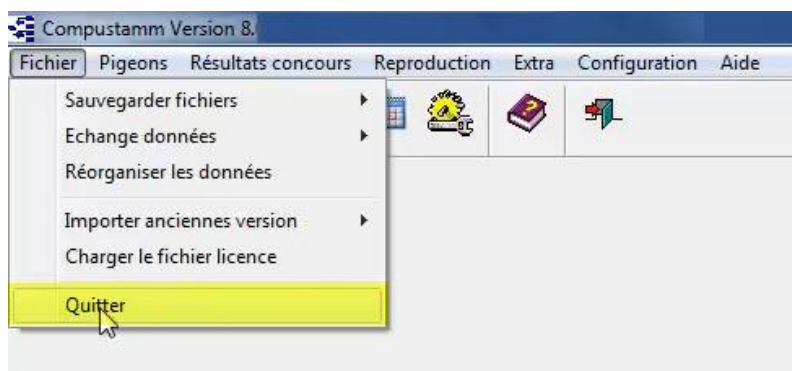 Compustamm Version 8.
Fichier Pigeons Résultats concours Reproduction Extra Configuration Aide
Sauvegarder fichiers
Echange données
Réorganiser les données
Importer anciennes version
Charger le fichier licence
Quitter